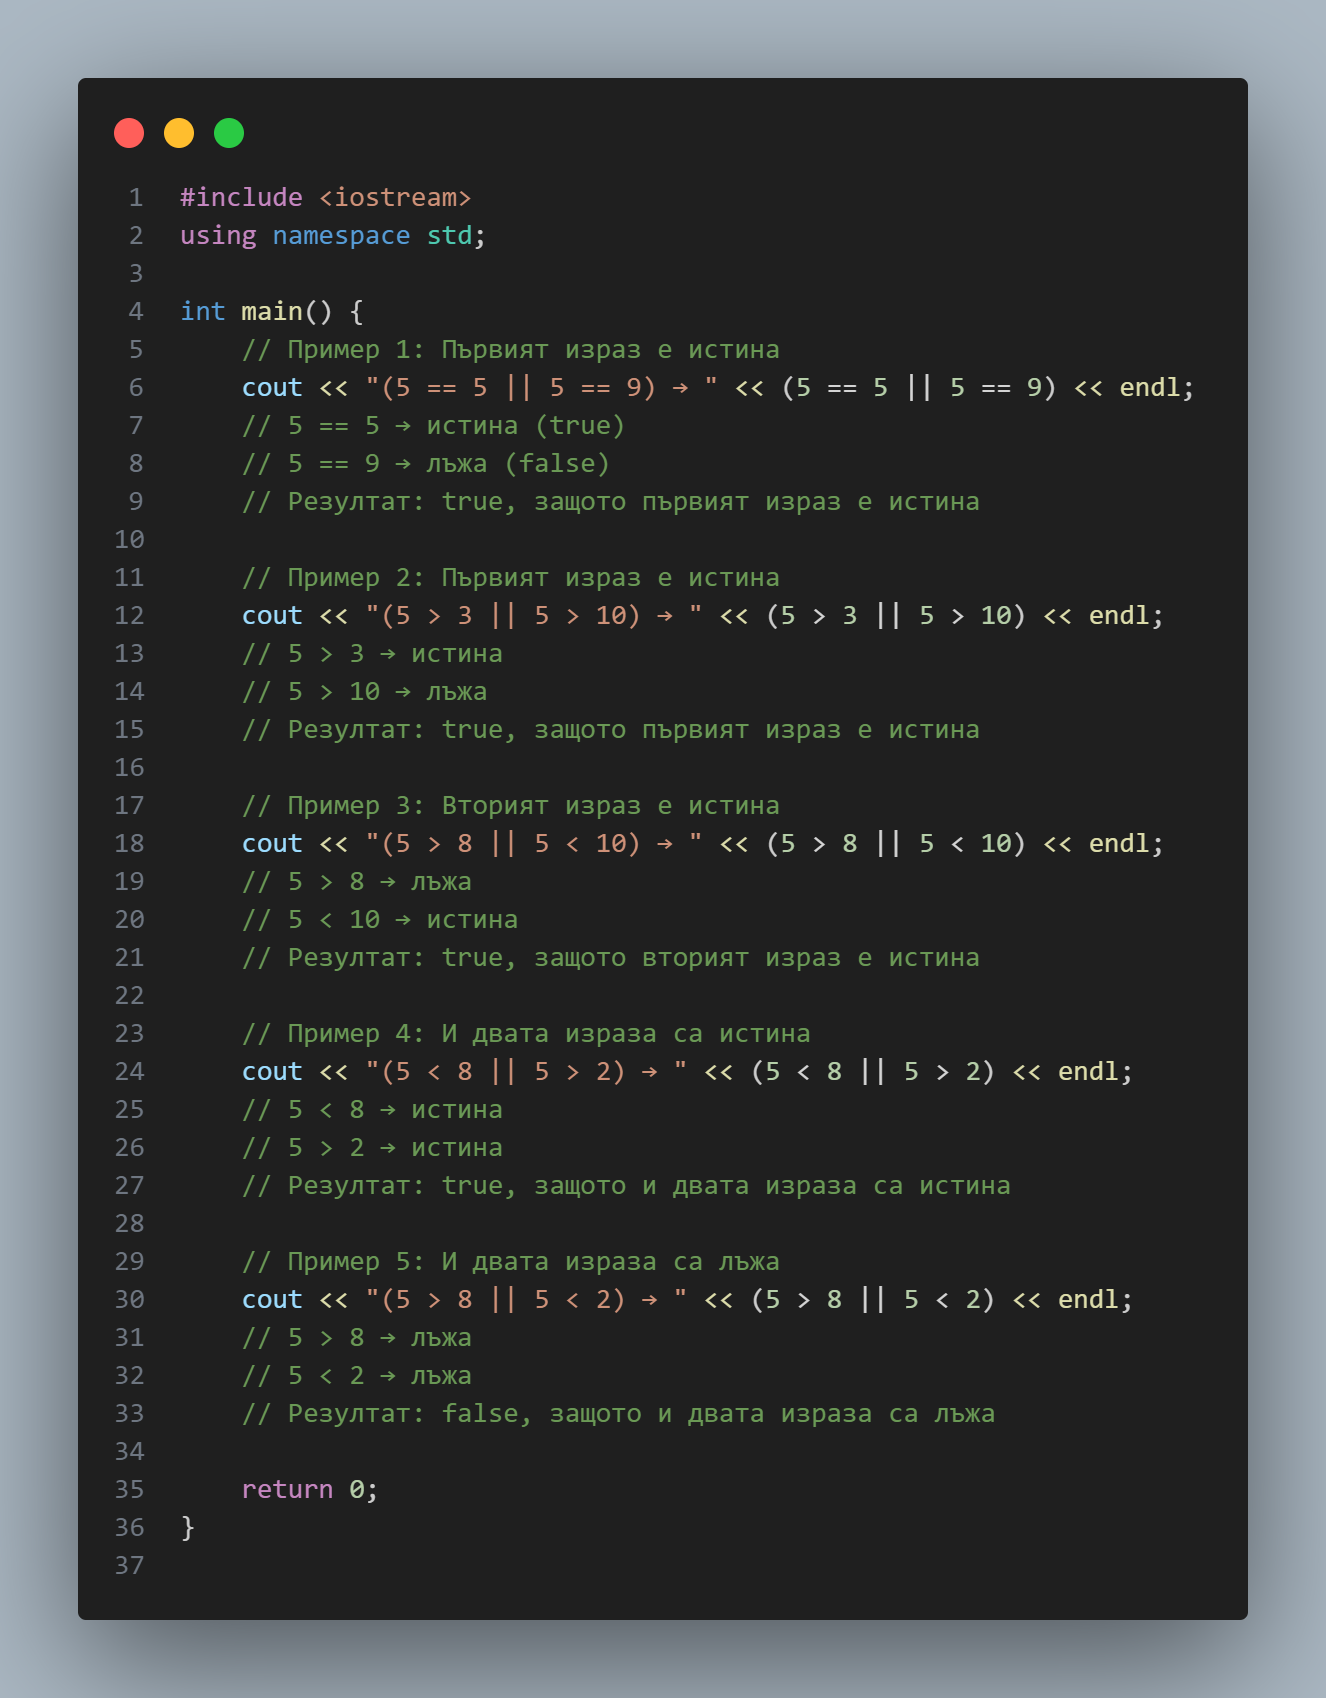 1 #include <iostream>
2 using namespace std;
3
4 int main() {
5     // Пример 1: Първият израз е истина
6     cout << "(5 == 5 || 5 == 9) → " << (5 == 5 || 5 == 9) << endl;
7     // 5 == 5 → истина (true)
8     // 5 == 9 → лъжа (false)
9     // Резултат: true, защото първият израз е истина
10
11     // Пример 2: Първият израз е истина
12     cout << "(5 > 3 || 5 > 10) → " << (5 > 3 || 5 > 10) << endl;
13     // 5 > 3 → истина
14     // 5 > 10 → лъжа
15     // Резултат: true, защото първият израз е истина
16
17     // Пример 3: Вторият израз е истина
18     cout << "(5 > 8 || 5 < 10) → " << (5 > 8 || 5 < 10) << endl;
19     // 5 > 8 → лъжа
20     // 5 < 10 → истина
21     // Резултат: true, защото вторият израз е истина
22
23     // Пример 4: И двата израза са истина
24     cout << "(5 < 8 || 5 > 2) → " << (5 < 8 || 5 > 2) << endl;
25     // 5 < 8 → истина
26     // 5 > 2 → истина
27     // Резултат: true, защото и двата израза са истина
28
29     // Пример 5: И двата израза са лъжа
30     cout << "(5 > 8 || 5 < 2) → " << (5 > 8 || 5 < 2) << endl;
31     // 5 > 8 → лъжа
32     // 5 < 2 → лъжа
33     // Резултат: false, защото и двата израза са лъжа
34
35     return 0;
36 }
37